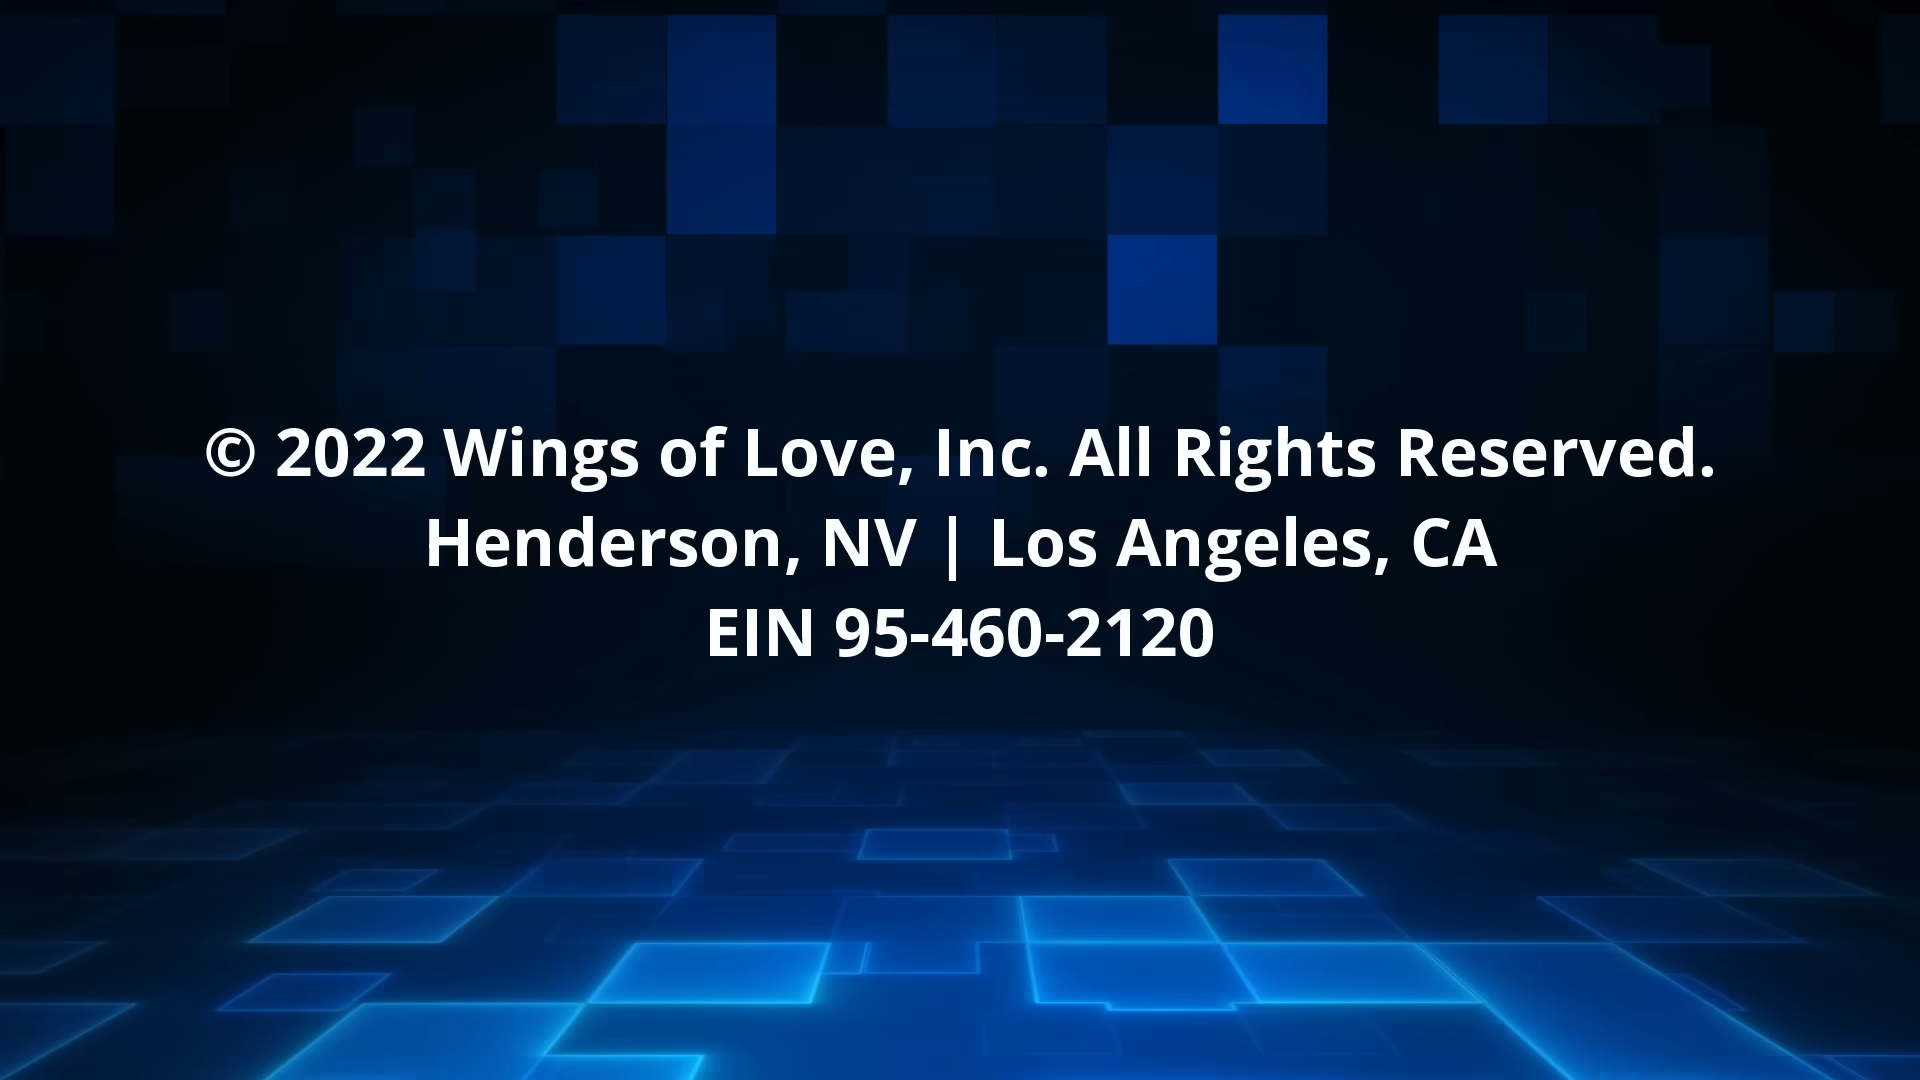 © 2022 Wings of Love, Inc. All Rights Reserved.
Henderson, NV | Los Angeles, CA
EIN 95-460-2120